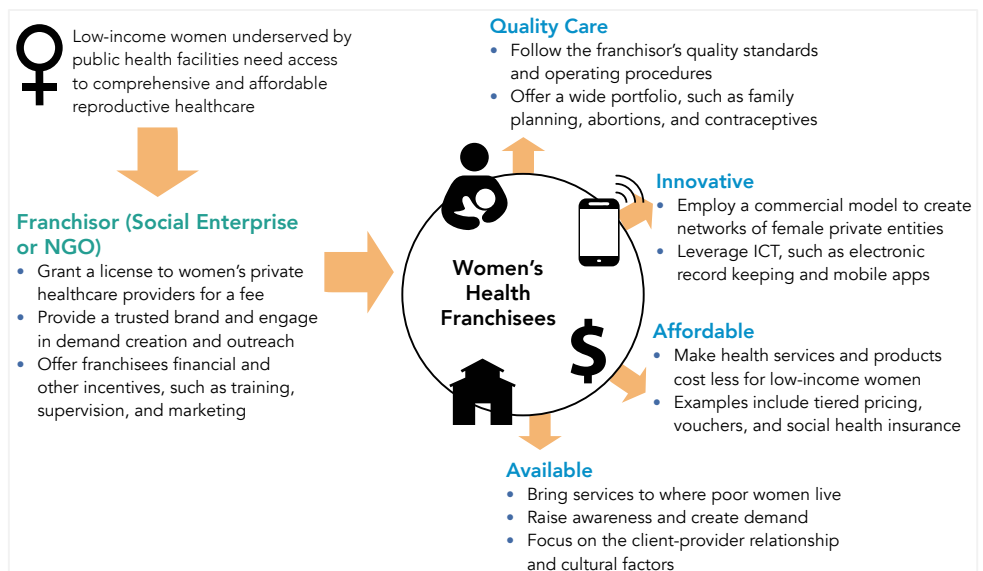 Low-income women underserved by
public health facilities need access
to comprehensive and affordable
reproductive healthcare
Franchisor (Social Enterprise
or NGO)
• Grant a license to women’s private
healthcare providers for a fee
• Provide a trusted brand and engage
in demand creation and outreach
• Offer franchisees financial and
other incentives, such as training,
supervision, and marketing
Women’s
Health
Franchisees
$
Quality Care
• Follow the franchisor’s quality standards
and operating procedures
• Offer a wide portfolio, such as family
planning, abortions, and contraceptives
Innovative
• Employ a commercial model to create
networks of female private entities
• Leverage ICT, such as electronic
record keeping and mobile apps
Affordable
• Make health services and products
cost less for low-income women
• Examples include tiered pricing,
vouchers, and social health insurance
Available
• Bring services to where poor women live
• Raise awareness and create demand
• Focus on the client-provider relationship
and cultural factors